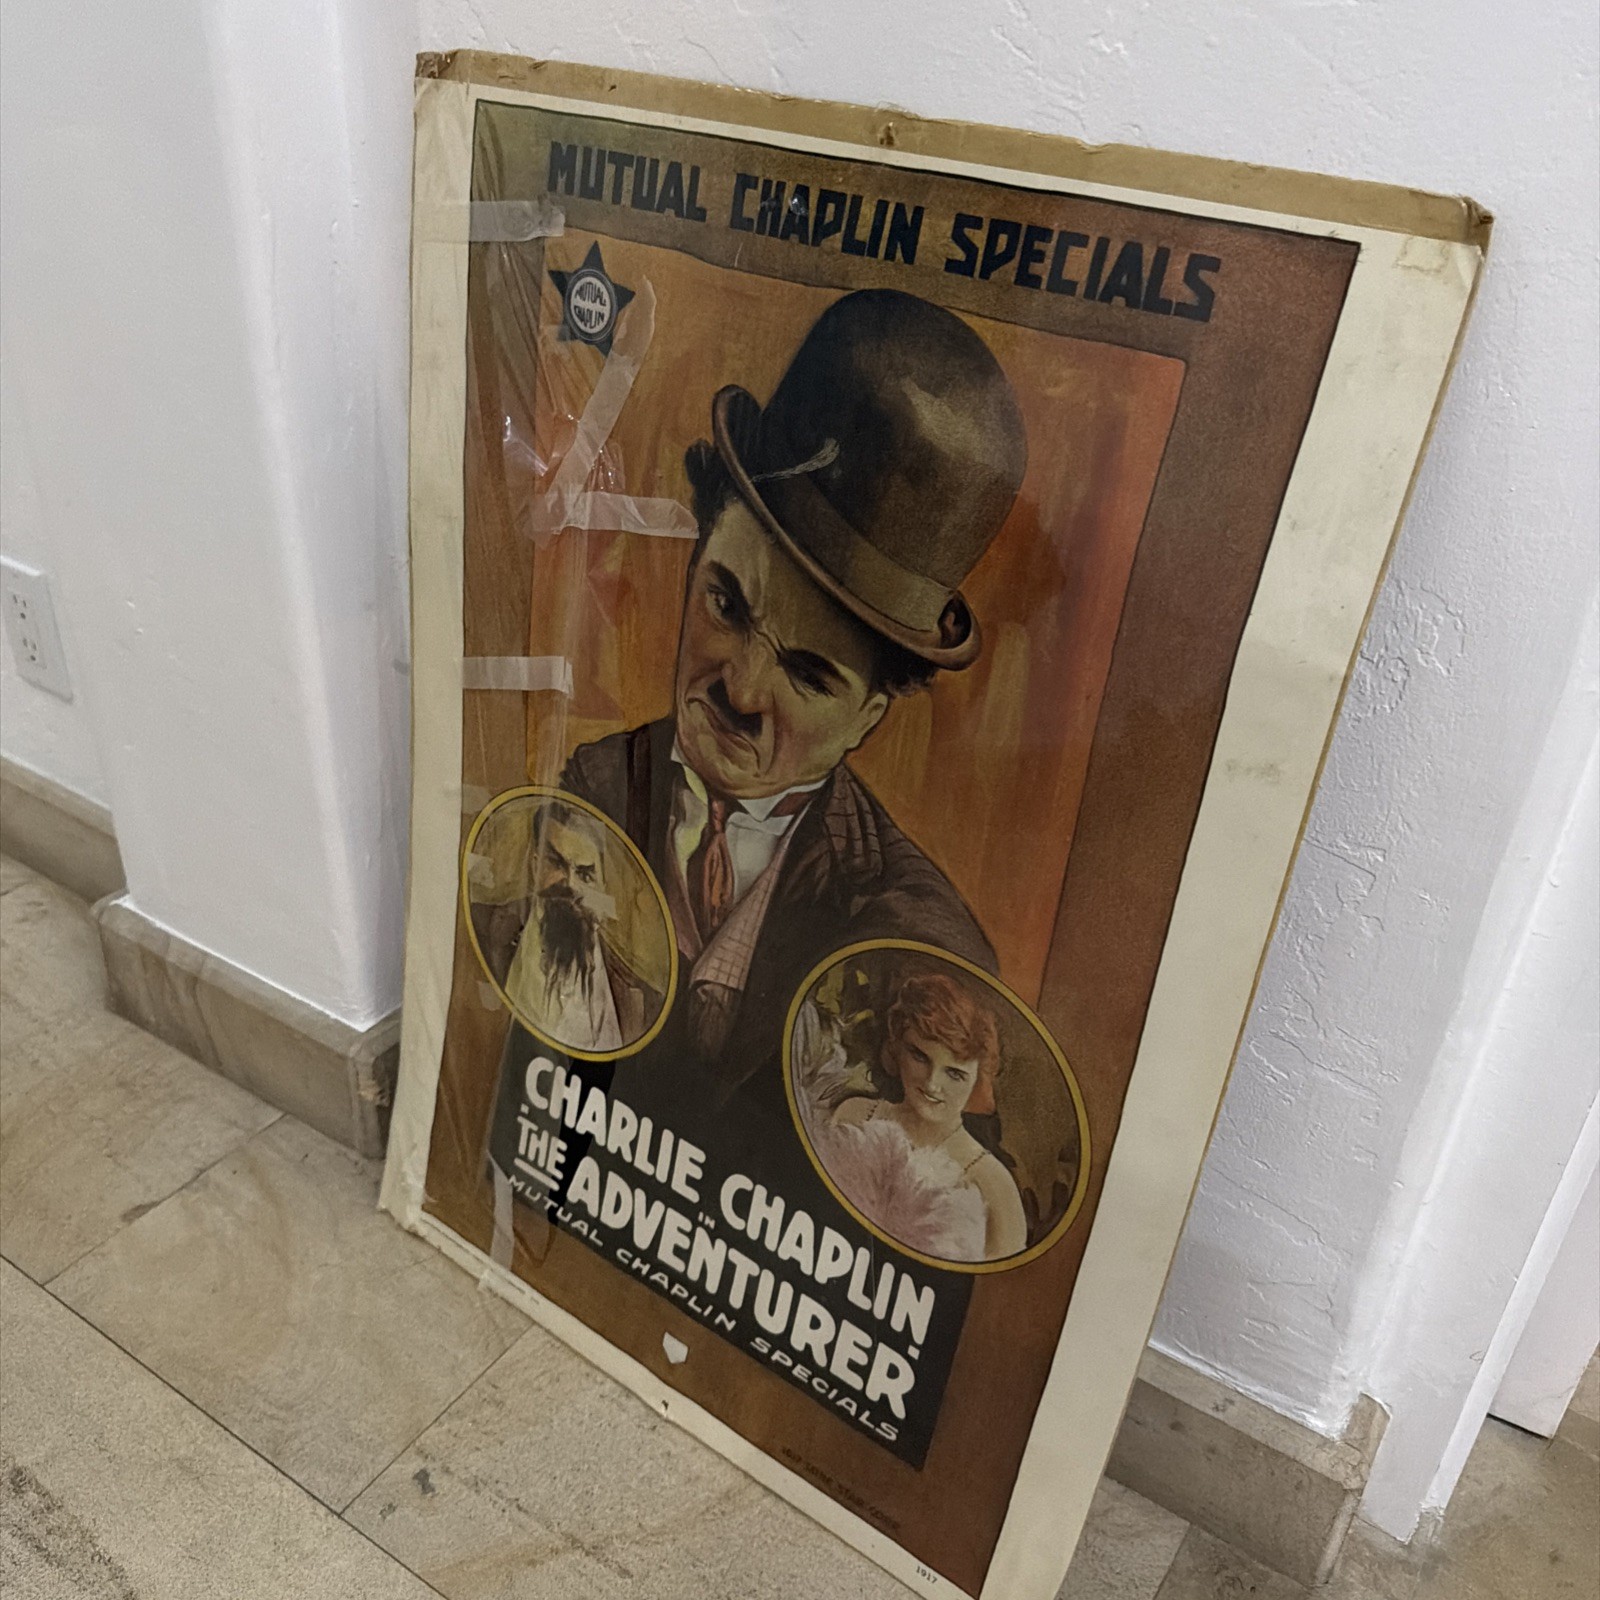 MUTUAL CHAPLIN SPECIALS
MUTUAL
CHAPLIN
CHARLIE CHAPLIN
IN
"THE ADVENTURER"
MUTUAL CHAPLIN SPECIALS
1917